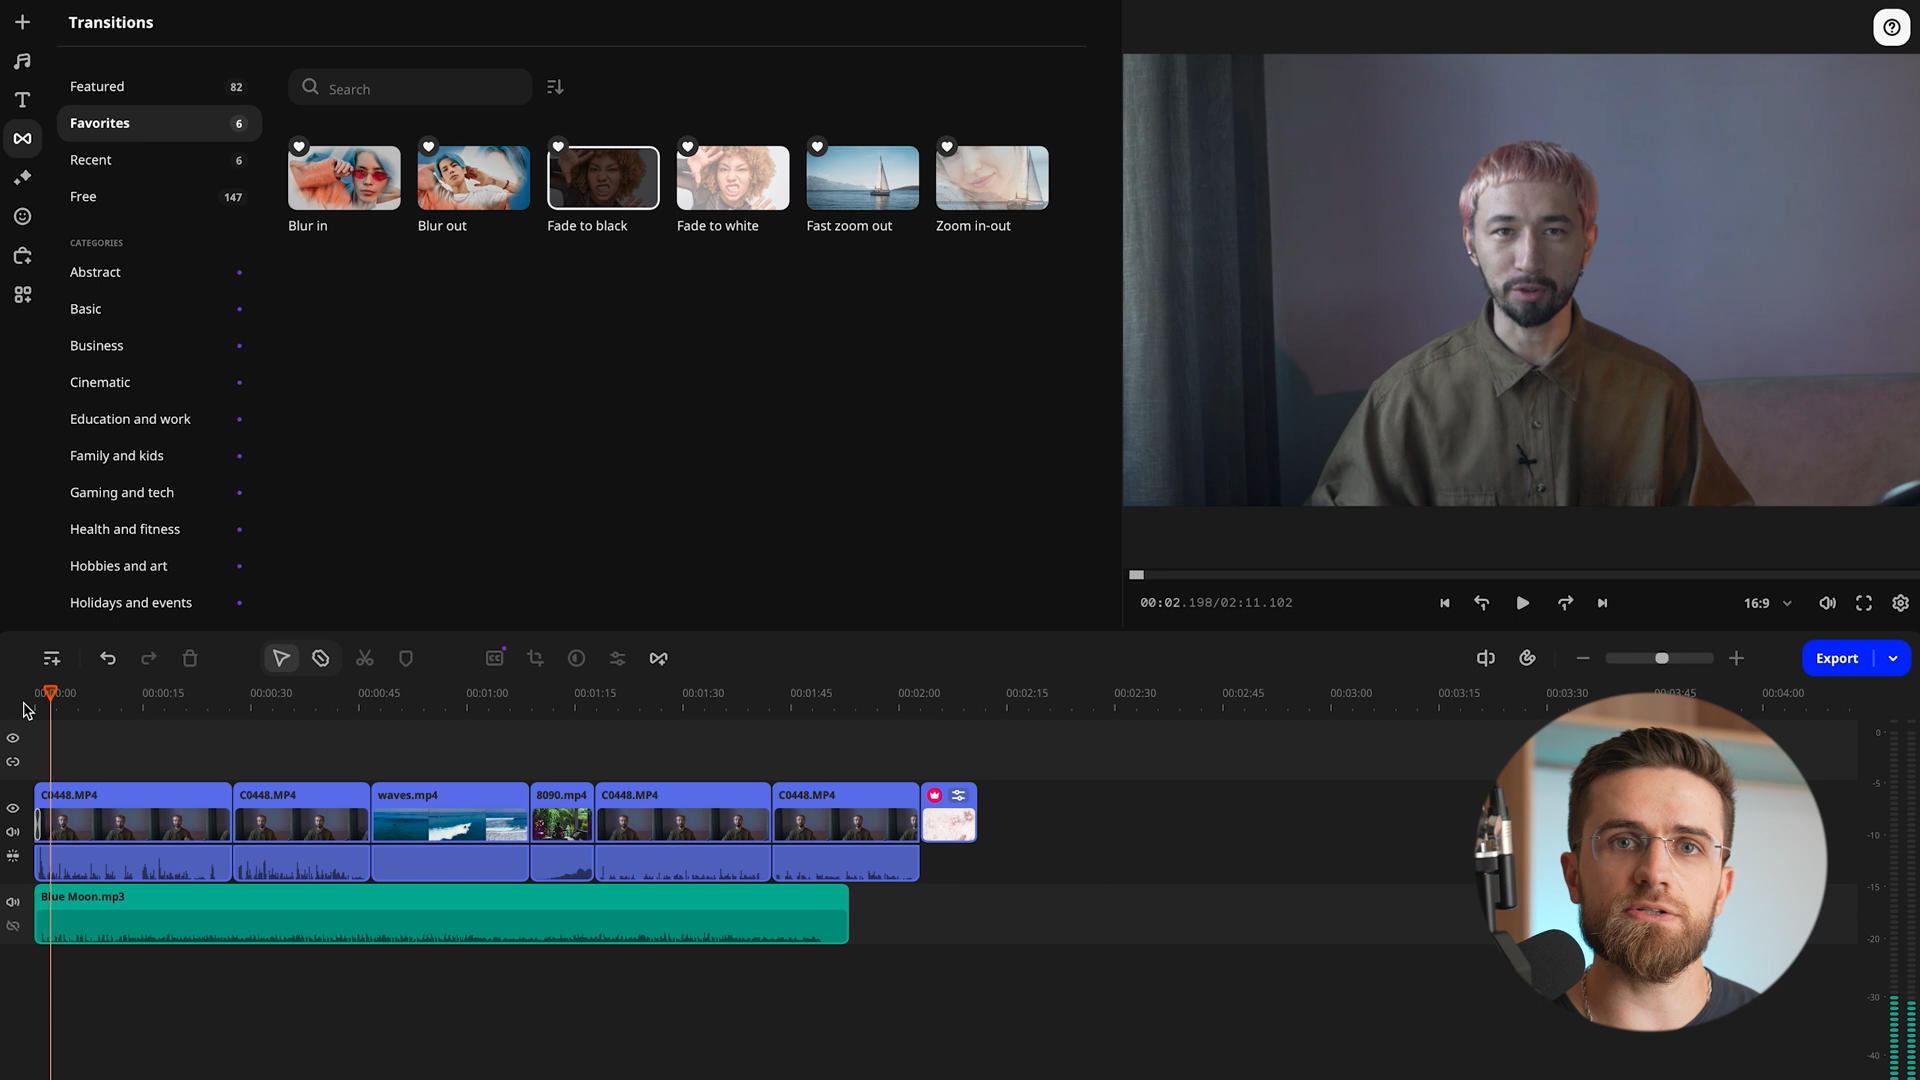 Transitions
Featured 82
Favorites 6
Recent 6
Free 147
CATEGORIES
Abstract
Basic
Business
Cinematic
Education and work
Family and kids
Gaming and tech
Health and fitness
Hobbies and art
Holidays and events
Search
Blur in
Blur out
Fade to black
Fade to white
Fast zoom out
Zoom in-out
00:02.198/02:11.102
16:9
CC
Export
00:00:00 00:00:15 00:00:30 00:00:45 00:01:00 00:01:15 00:01:30 00:01:45 00:02:00 00:02:15 00:02:30 00:02:45 00:03:00 00:03:15 00:03:30 00:03:45 00:04:00
C0448.MP4 C0448.MP4 waves.mp4 8090.mp4 C0448.MP4 C0448.MP4
Blue Moon.mp3
0
-5
-10
-15
-20
-30
-40